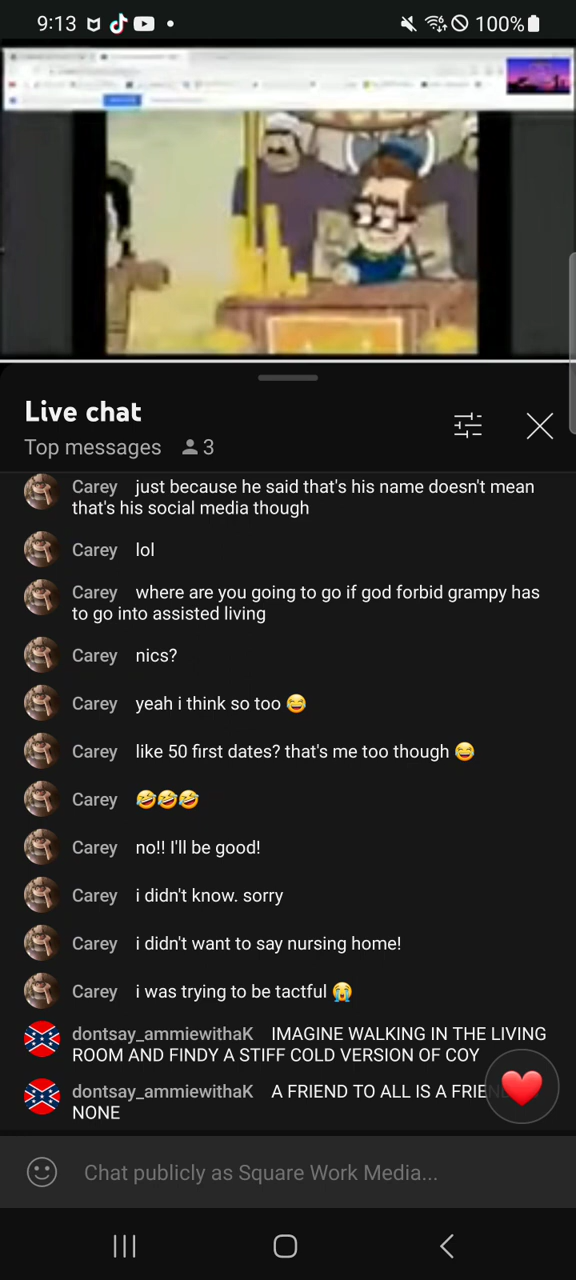 9:13
100%
Live chat
Top messages 3
Carey just because he said that's his name doesn't mean
that's his social media though
Carey lol
Carey where are you going to go if god forbid grampy has
to go into assisted living
Carey nics?
Carey yeah i think so too 😂
Carey like 50 first dates? that's me too though 😂
Carey 🤣🤣🤣
Carey no!! I'll be good!
Carey i didn't know. sorry
Carey i didn't want to say nursing home!
Carey i was trying to be tactful 😭
dontsay_ammiewithaK IMAGINE WALKING IN THE LIVING
ROOM AND FINDY A STIFF COLD VERSION OF COY
dontsay_ammiewithaK A FRIEND TO ALL IS A
NONE
Chat publicly as Square Work Media...